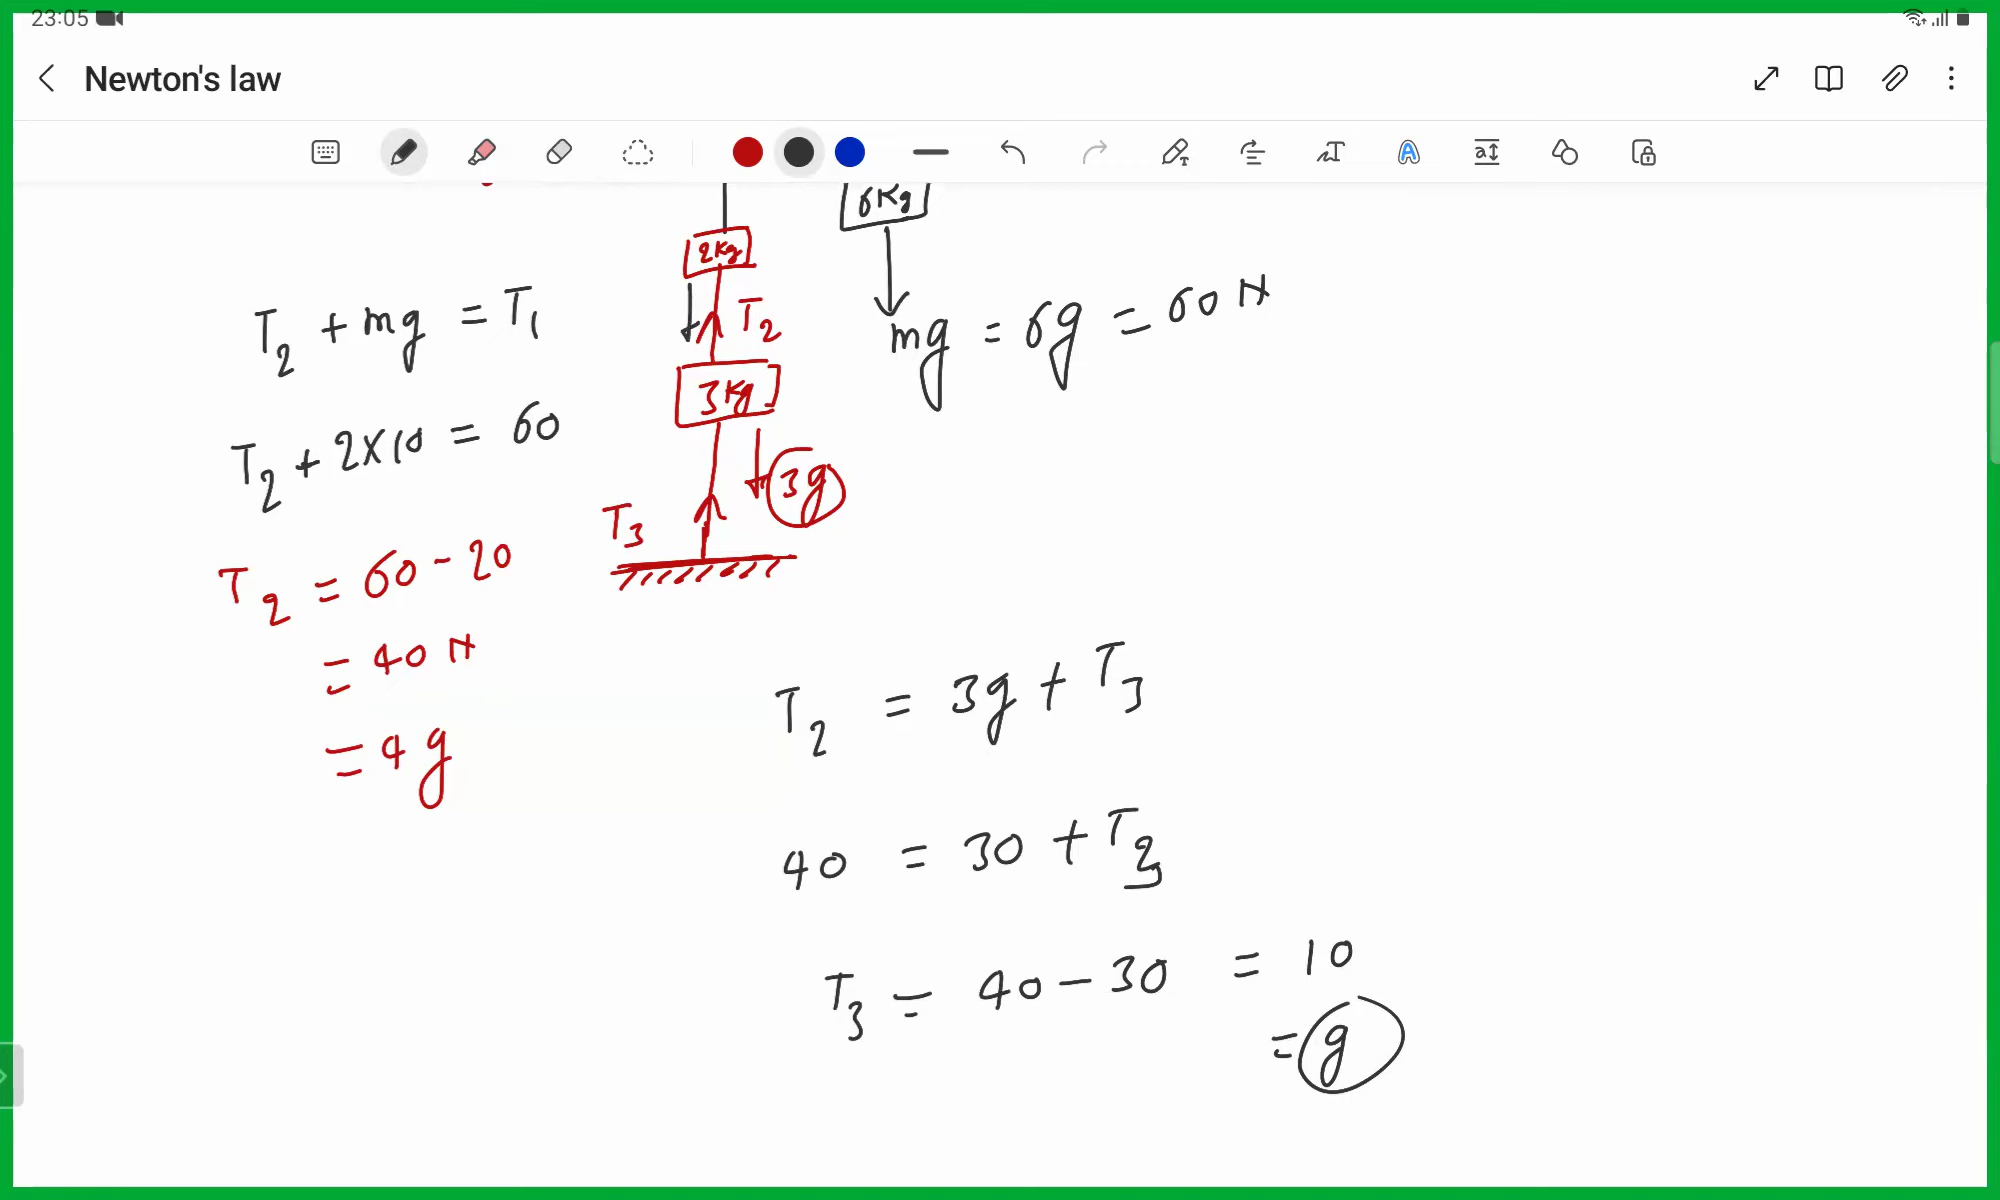 23:05
Newton's law
6Kg
2Kg
T2 + mg = T1
T2
mg = 6g = 60 N
3Kg
T2 + 2×10 = 60
3g
T3
T2 = 60 - 20
= 40 N
T2 = 3g + T3
= 4g
40 = 30 + T3
T3 = 40 - 30 = 10
= g